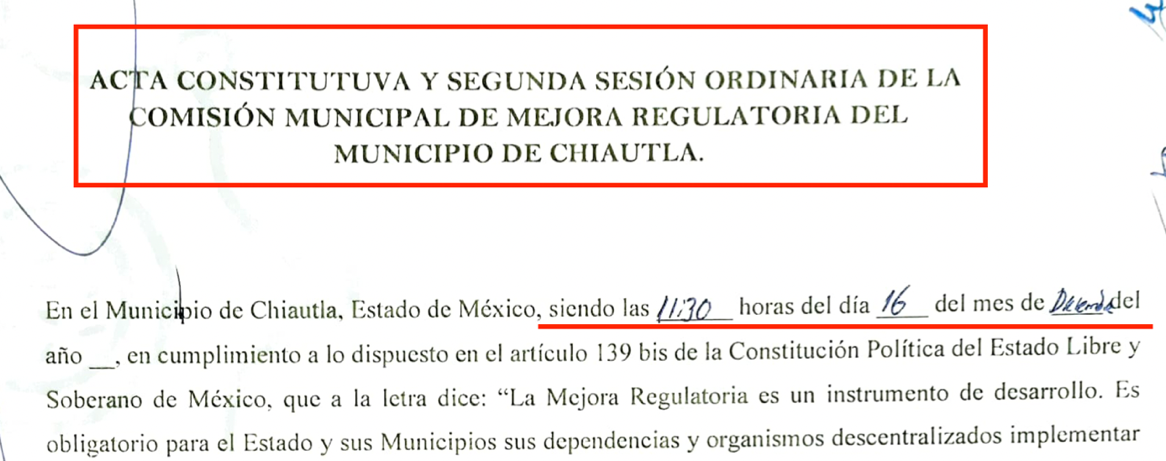 ACTA CONSTITUTUVA Y SEGUNDA SESIÓN ORDINARIA DE LA
COMISIÓN MUNICIPAL DE MEJORA REGULATORIA DEL
MUNICIPIO DE CHIAUTLA.
En el Municipio de Chiautla, Estado de México, siendo las 11:30 horas del día 16 del mes de Diciembre del
año __, en cumplimiento a lo dispuesto en el artículo 139 bis de la Constitución Política del Estado Libre y
Soberano de México, que a la letra dice: “La Mejora Regulatoria es un instrumento de desarrollo. Es
obligatorio para el Estado y sus Municipios sus dependencias y organismos descentralizados implementar